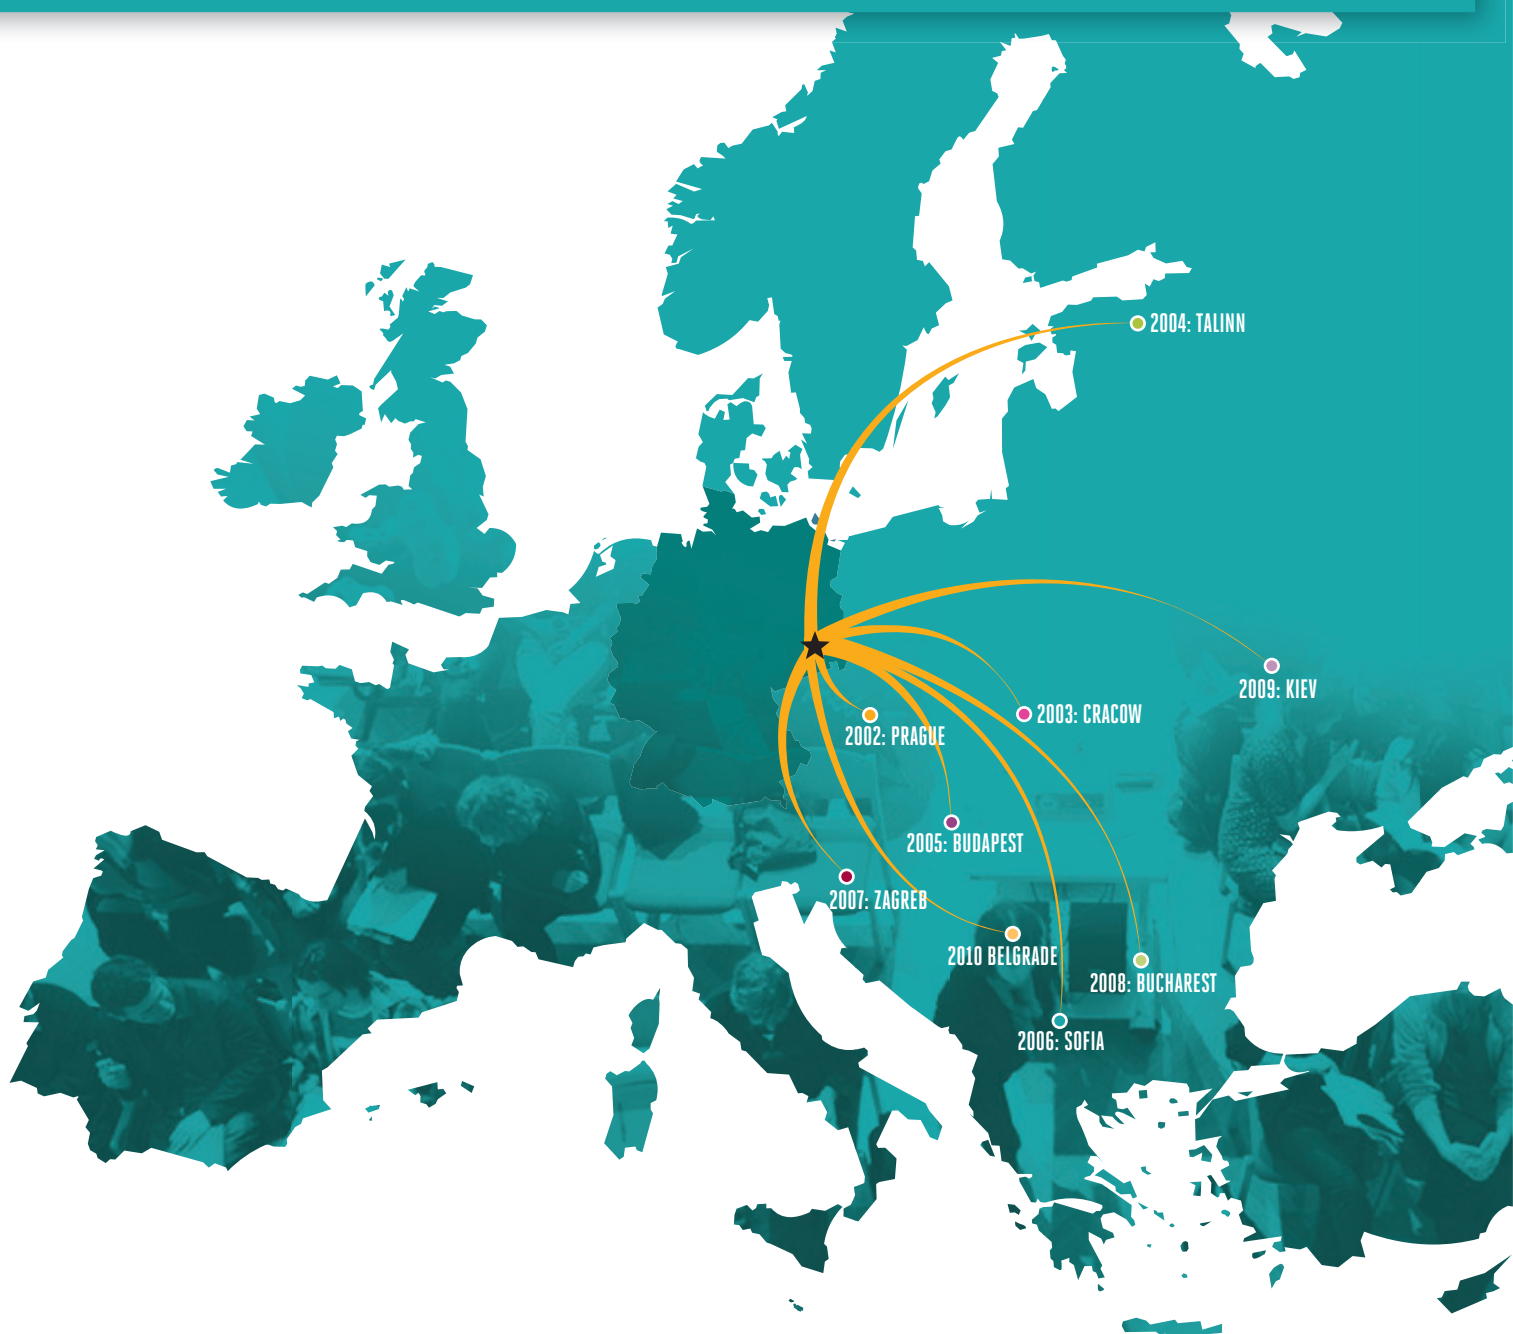 2004: TALINN
2009: KIEV
2003: CRACOW
2002: PRAGUE
2005: BUDAPEST
2007: ZAGREB
2010 BELGRADE
2008: BUCHAREST
2006: SOFIA